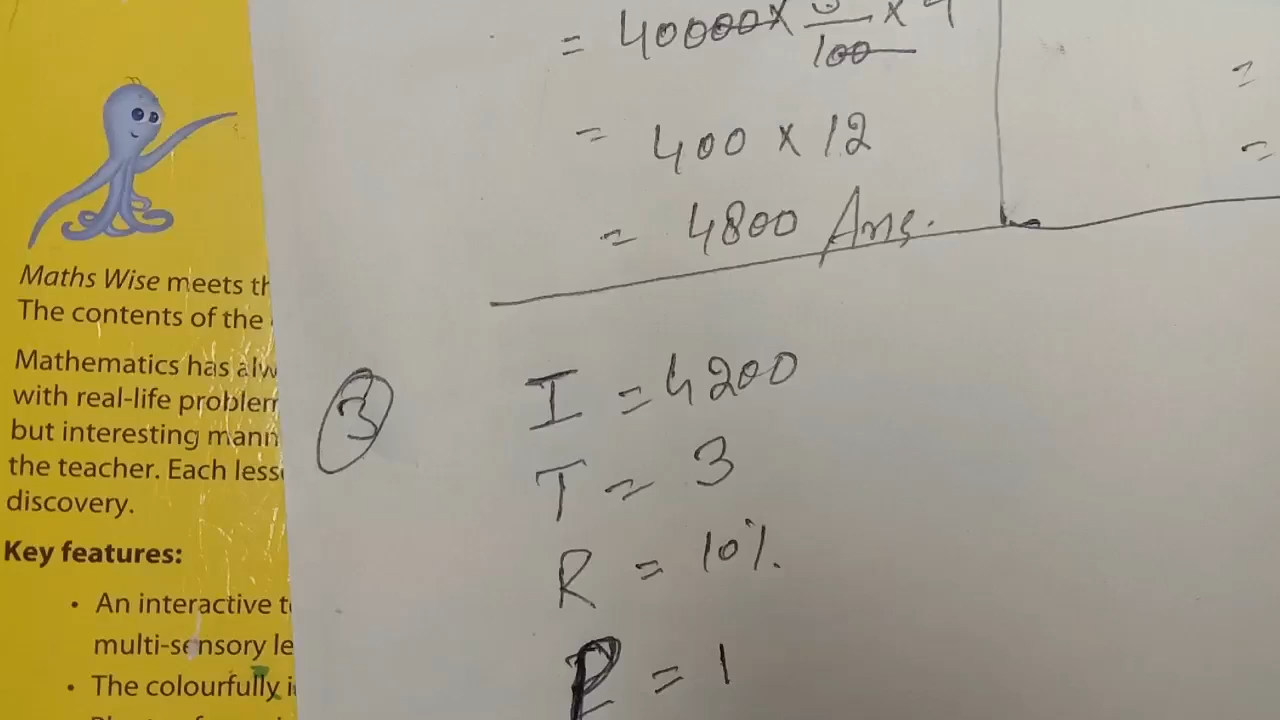 Maths Wise meets th
The contents of the
Mathematics has alw
with real-life problem
but interesting mann
the teacher. Each less
discovery.
Key features:
• An interactive t
multi-sensory le
• The colourfully i
= 40000 × /100 ×
= 400 × 12
= 4800 Ans.
=
=
3
I = 4200
T = 3
R = 10%.
P = 1